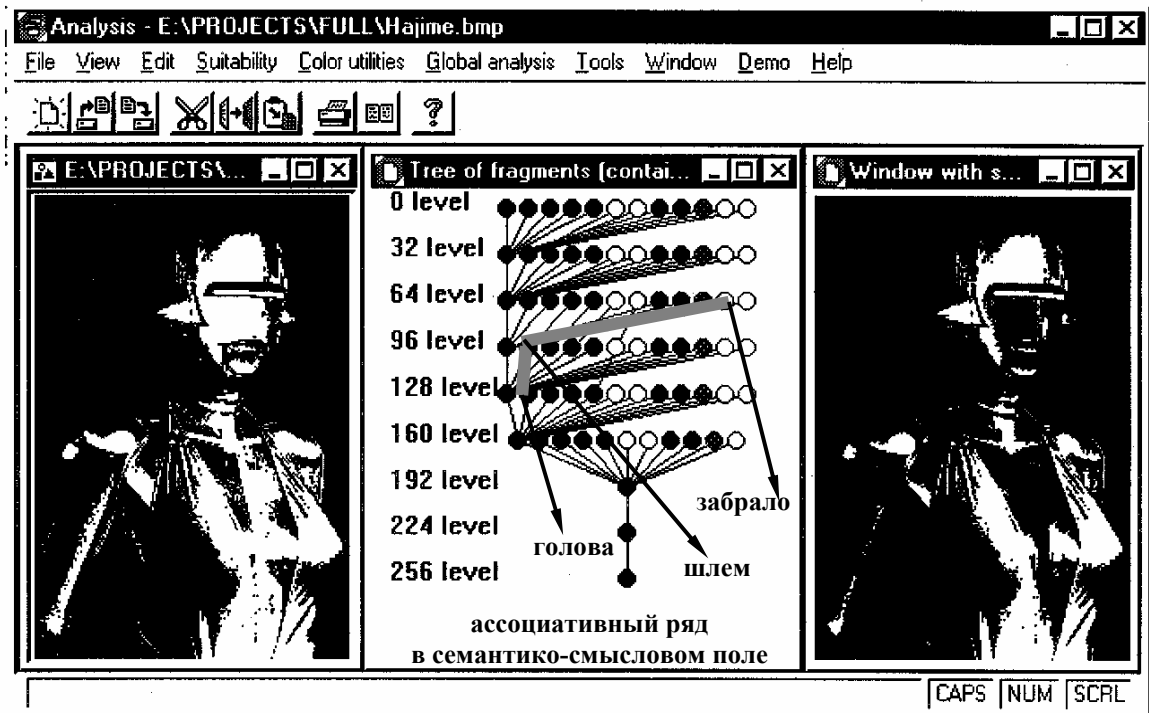 Analysis - E:\PROJECTS\FULL\Hajime.bmp
File View Edit Suitability Color utilities Global analysis Tools Window Demo Help
E:\PROJECTS\...
Tree of fragments (contai...
Window with s...
0 level
32 level
64 level
96 level
128 level
160 level
192 level
224 level
256 level
забрало
голова
шлем
ассоциативный ряд
в семантико-смысловом поле
CAPS NUM SCRL